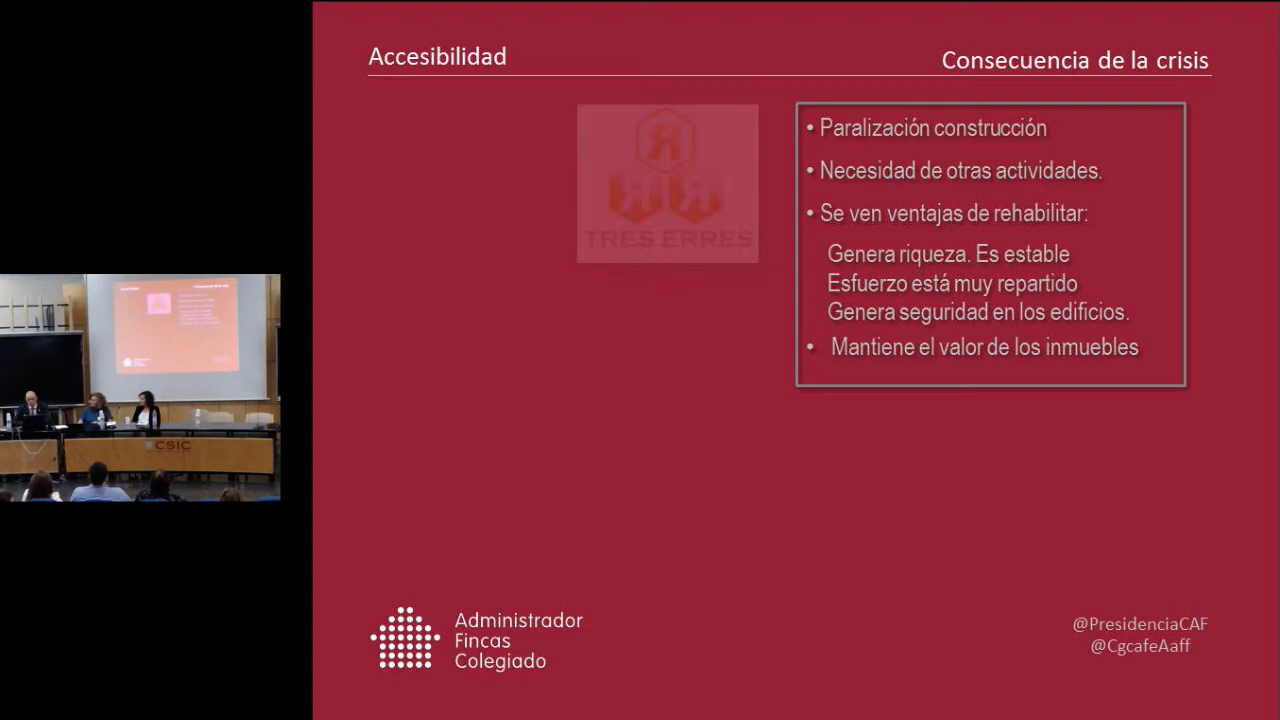 Accesibilidad
Consecuencia de la crisis
TRES ERRES
• Paralización construcción
• Necesidad de otras actividades.
• Se ven ventajas de rehabilitar:
Genera riqueza. Es estable
Esfuerzo está muy repartido
Genera seguridad en los edificios.
• Mantiene el valor de los inmuebles
CSIC
Administrador
Fincas
Colegiado
@PresidenciaCAF
@CgcafeAaff